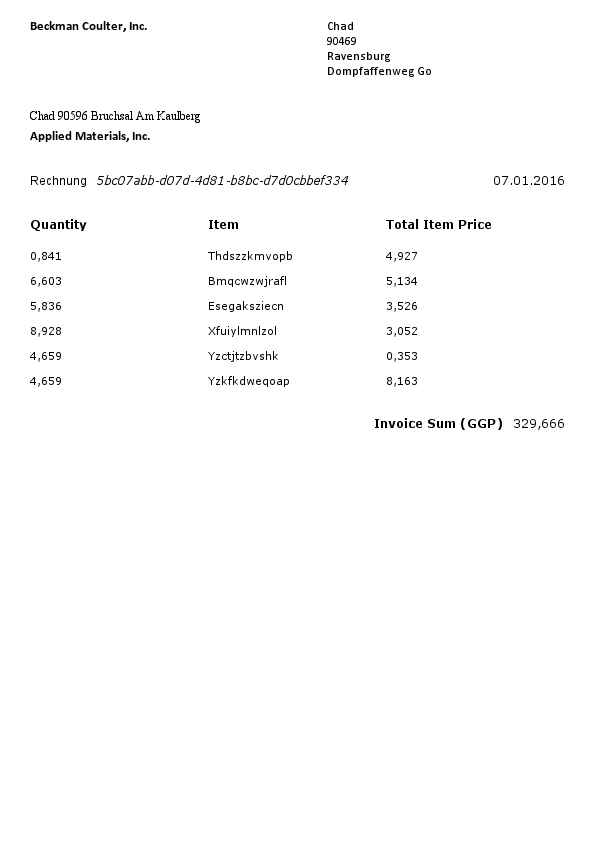 Beckman Coulter, Inc.
Chad
90469
Ravensburg
Dompfaffenweg Go
Chad 90596 Bruchsal Am Kaulberg
Applied Materials, Inc.
Rechnung 5bc07abb-d07d-4d81-b8bc-d7d0cbbef334 07.01.2016
Quantity Item Total Item Price
0,841 Thdszzkmvopb 4,927
6,603 Bmqcwzwjrafl 5,134
5,836 Esegaksziecn 3,526
8,928 Xfuiylmnlzol 3,052
4,659 Yzctjtzbvshk 0,353
4,659 Yzkfkdweqoap 8,163
Invoice Sum (GGP) 329,666